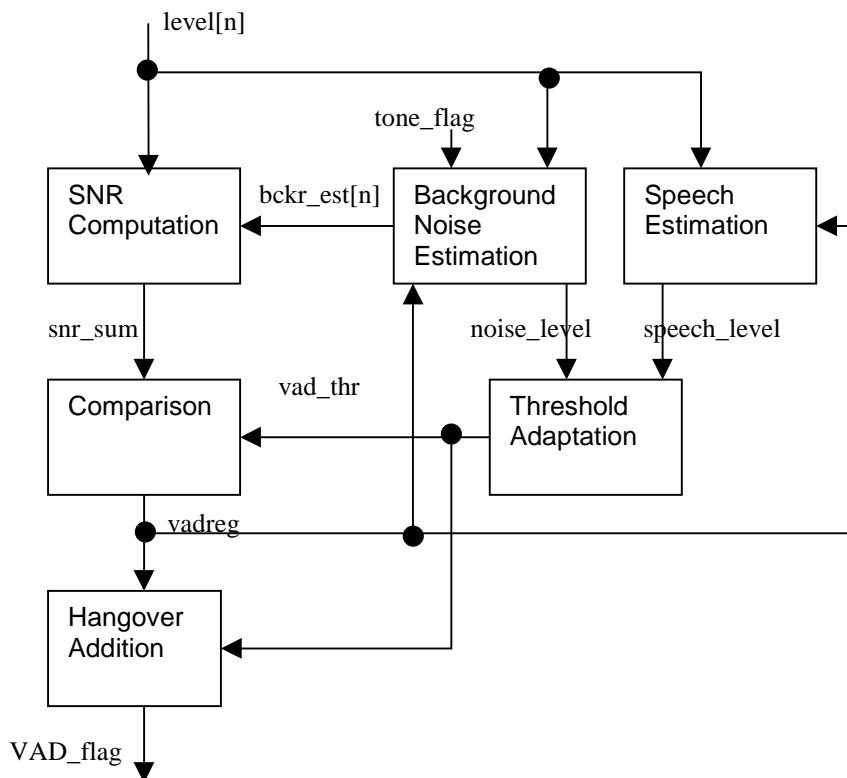 level[n]
tone_flag
SNR
Computation
bckr_est[n]
Background
Noise
Estimation
Speech
Estimation
snr_sum
noise_level
speech_level
Comparison
vad_thr
Threshold
Adaptation
vadreg
Hangover
Addition
VAD_flag